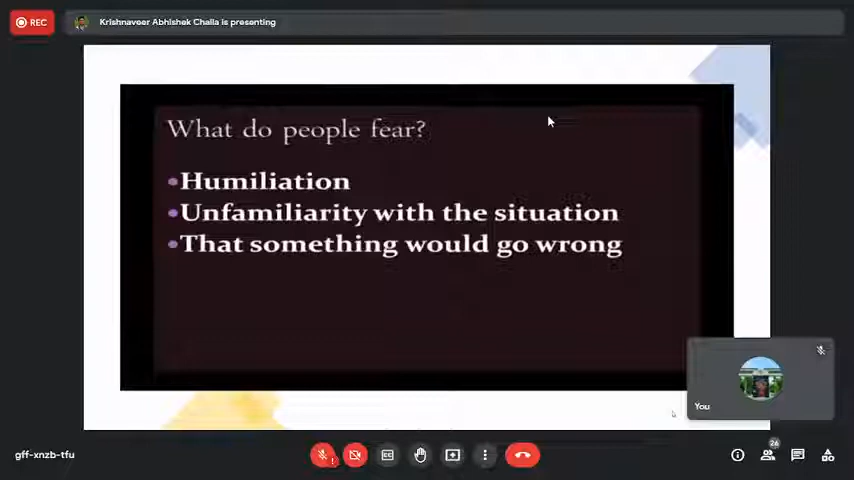 REC
Krishnaveer Abhishek Challa is presenting
What do people fear?
•Humiliation
•Unfamiliarity with the situation
•That something would go wrong
You
gff-xnzb-tfu
26